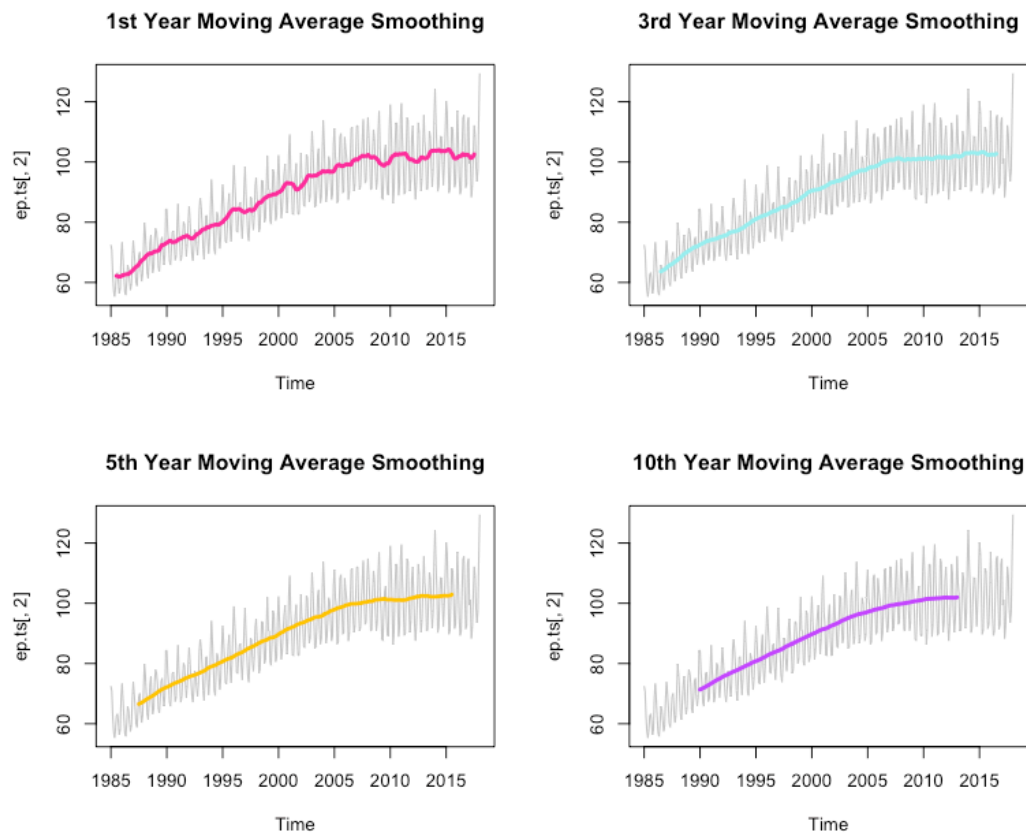 1st Year Moving Average Smoothing
ep.ts[, 2]
120
100
80
60
1985 1990 1995 2000 2005 2010 2015
Time
3rd Year Moving Average Smoothing
ep.ts[, 2]
120
100
80
60
1985 1990 1995 2000 2005 2010 2015
Time
5th Year Moving Average Smoothing
ep.ts[, 2]
120
100
80
60
1985 1990 1995 2000 2005 2010 2015
Time
10th Year Moving Average Smoothing
ep.ts[, 2]
120
100
80
60
1985 1990 1995 2000 2005 2010 2015
Time